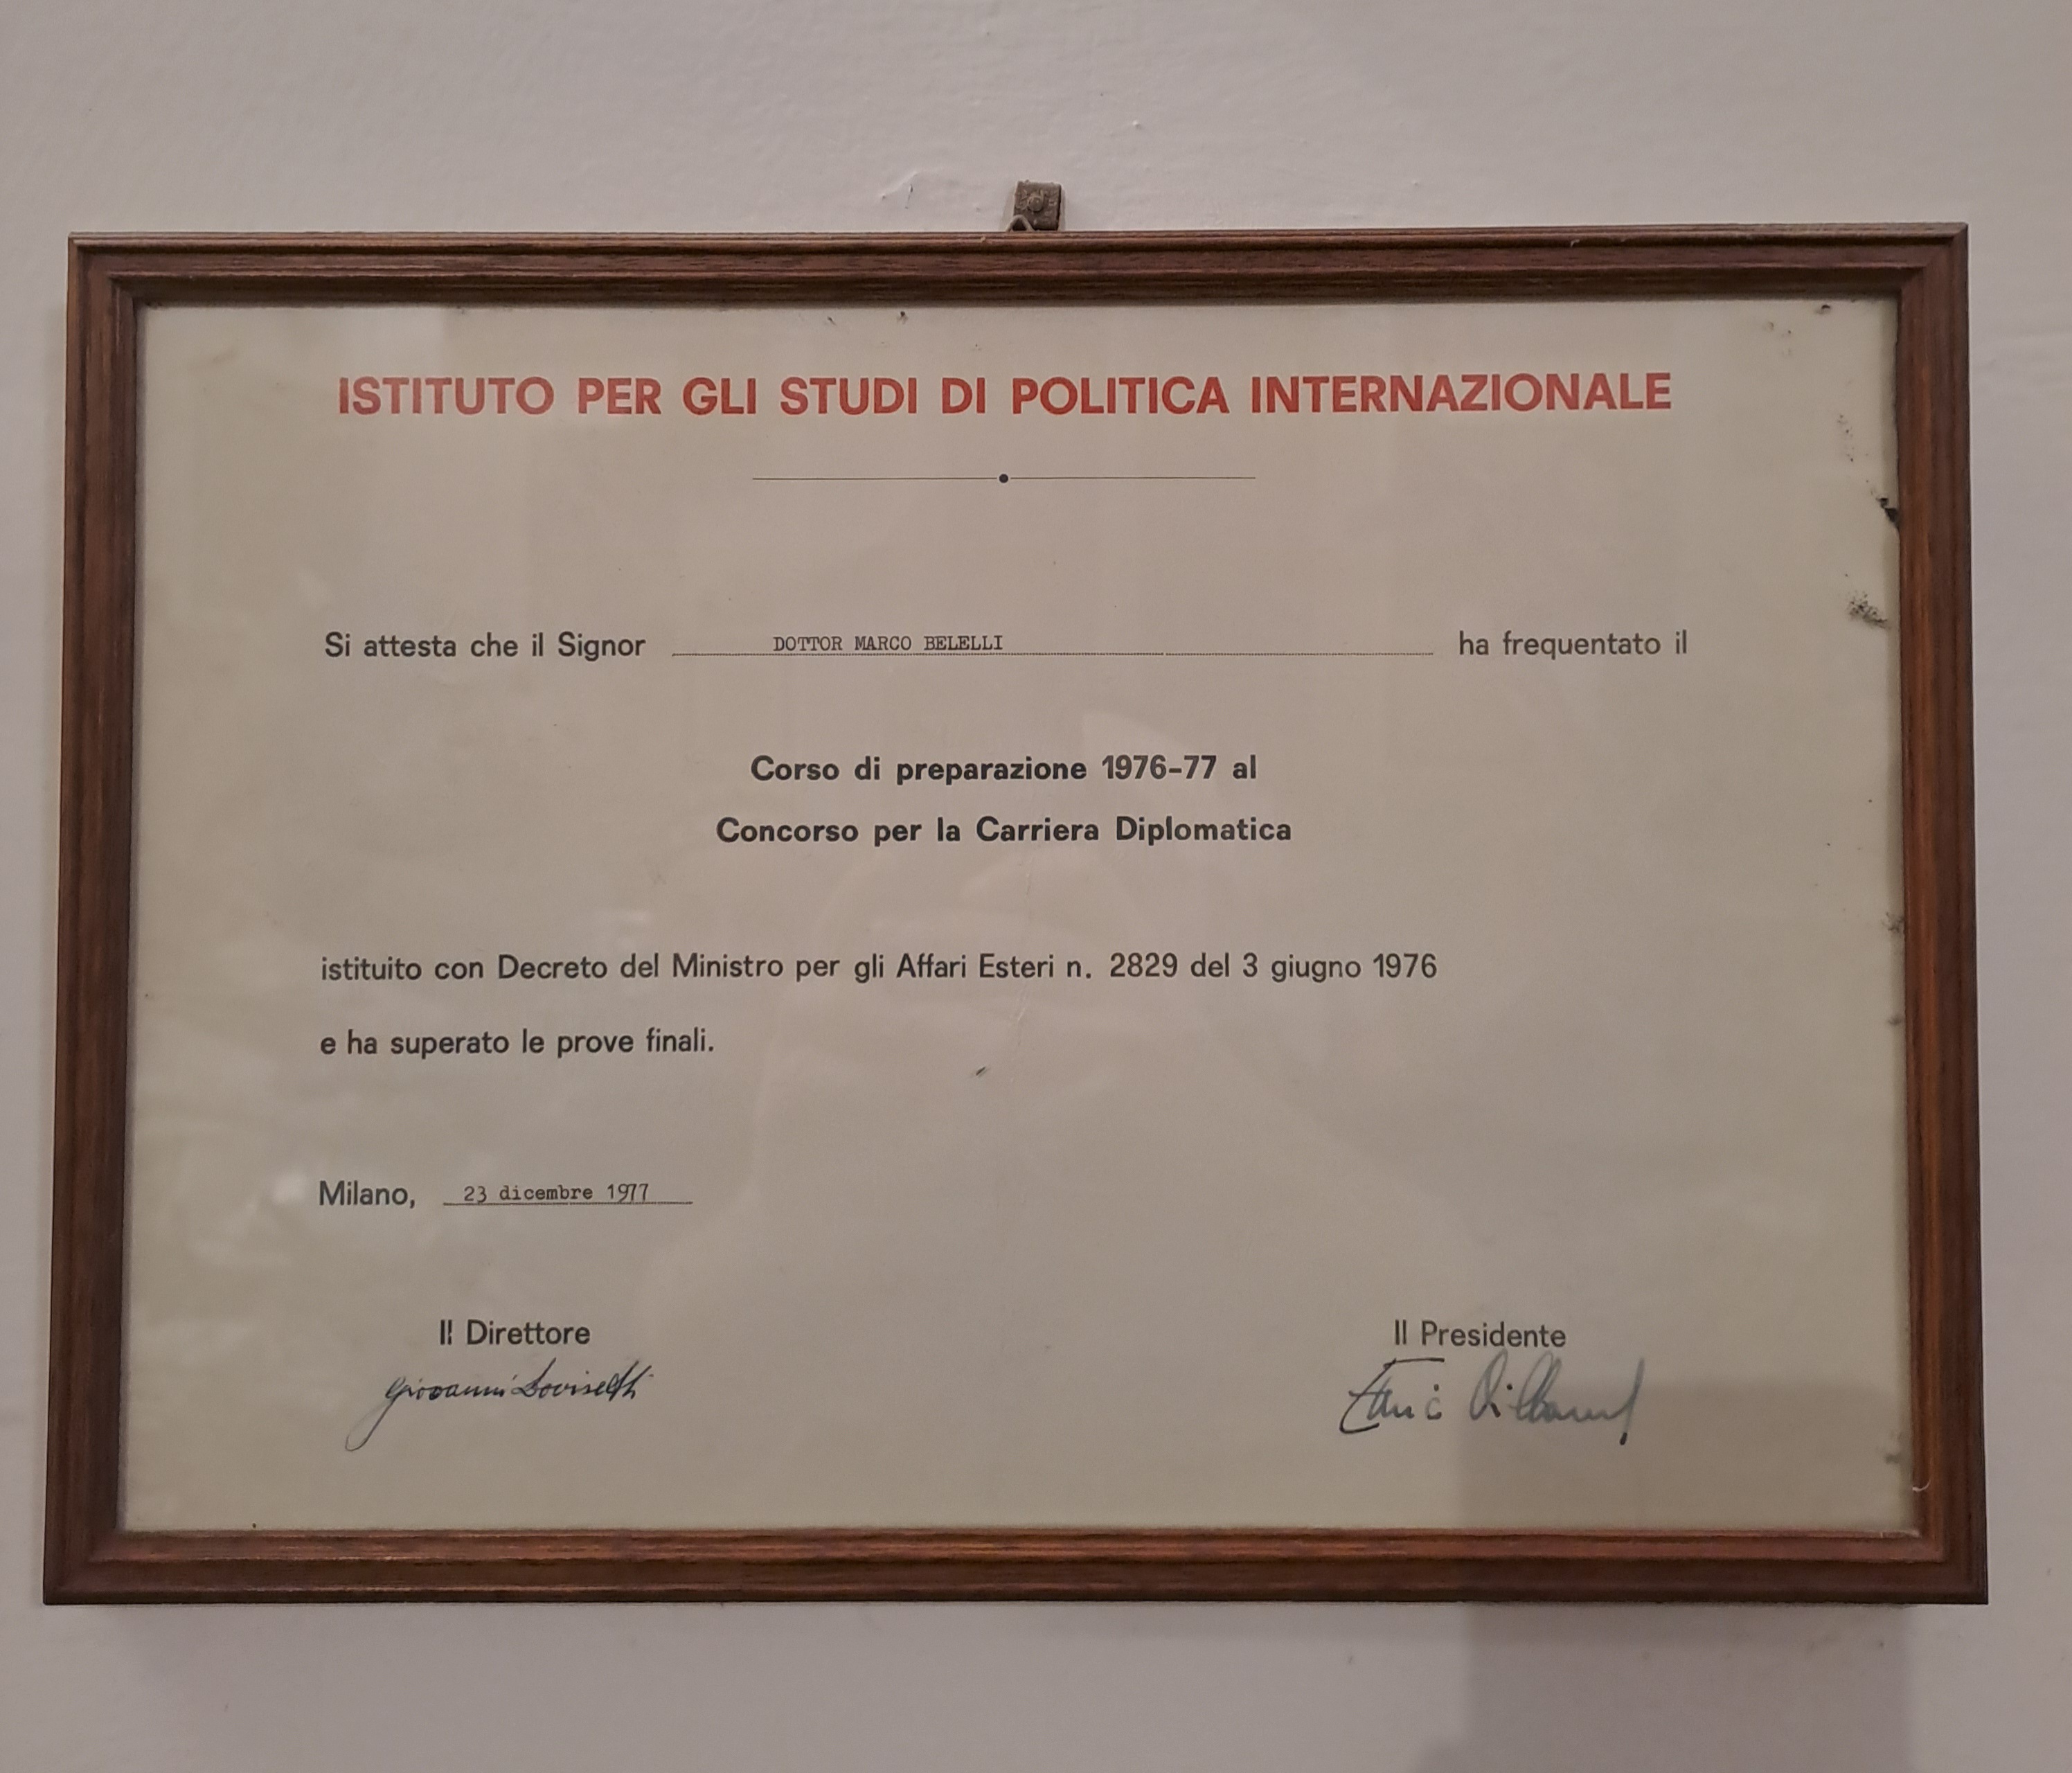 ISTITUTO PER GLI STUDI DI POLITICA INTERNAZIONALE
Si attesta che il Signor DOTTOR MARCO BELELLI ha frequentato il
Corso di preparazione 1976-77 al
Concorso per la Carriera Diplomatica
istituito con Decreto del Ministro per gli Affari Esteri n. 2829 del 3 giugno 1976
e ha superato le prove finali.
Milano, 23 dicembre 1977
Il Direttore Il Presidente
Giovanni